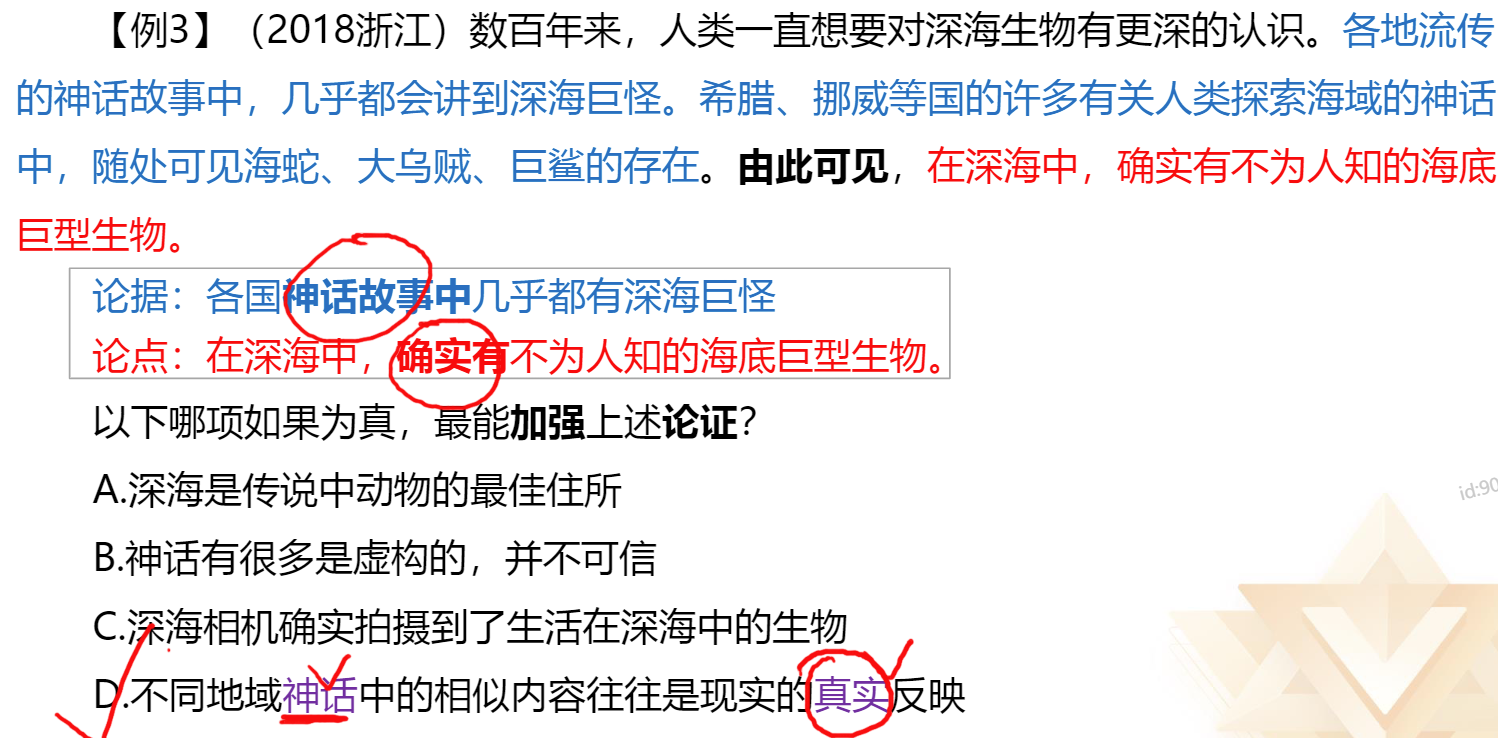 【例3】（2018浙江）数百年来，人类一直想要对深海生物有更深的认识。各地流传
的神话故事中，几乎都会讲到深海巨怪。希腊、挪威等国的许多有关人类探索海域的神话
中，随处可见海蛇、大乌贼、巨鲨的存在。由此可见，在深海中，确实有不为人知的海底
巨型生物。
论据：各国神话故事中几乎都有深海巨怪
论点：在深海中，确实有不为人知的海底巨型生物。
以下哪项如果为真，最能加强上述论证？
A.深海是传说中动物的最佳住所
B.神话有很多是虚构的，并不可信
C.深海相机确实拍摄到了生活在深海中的生物
D.不同地域神话中的相似内容往往是现实的真实反映
id:90